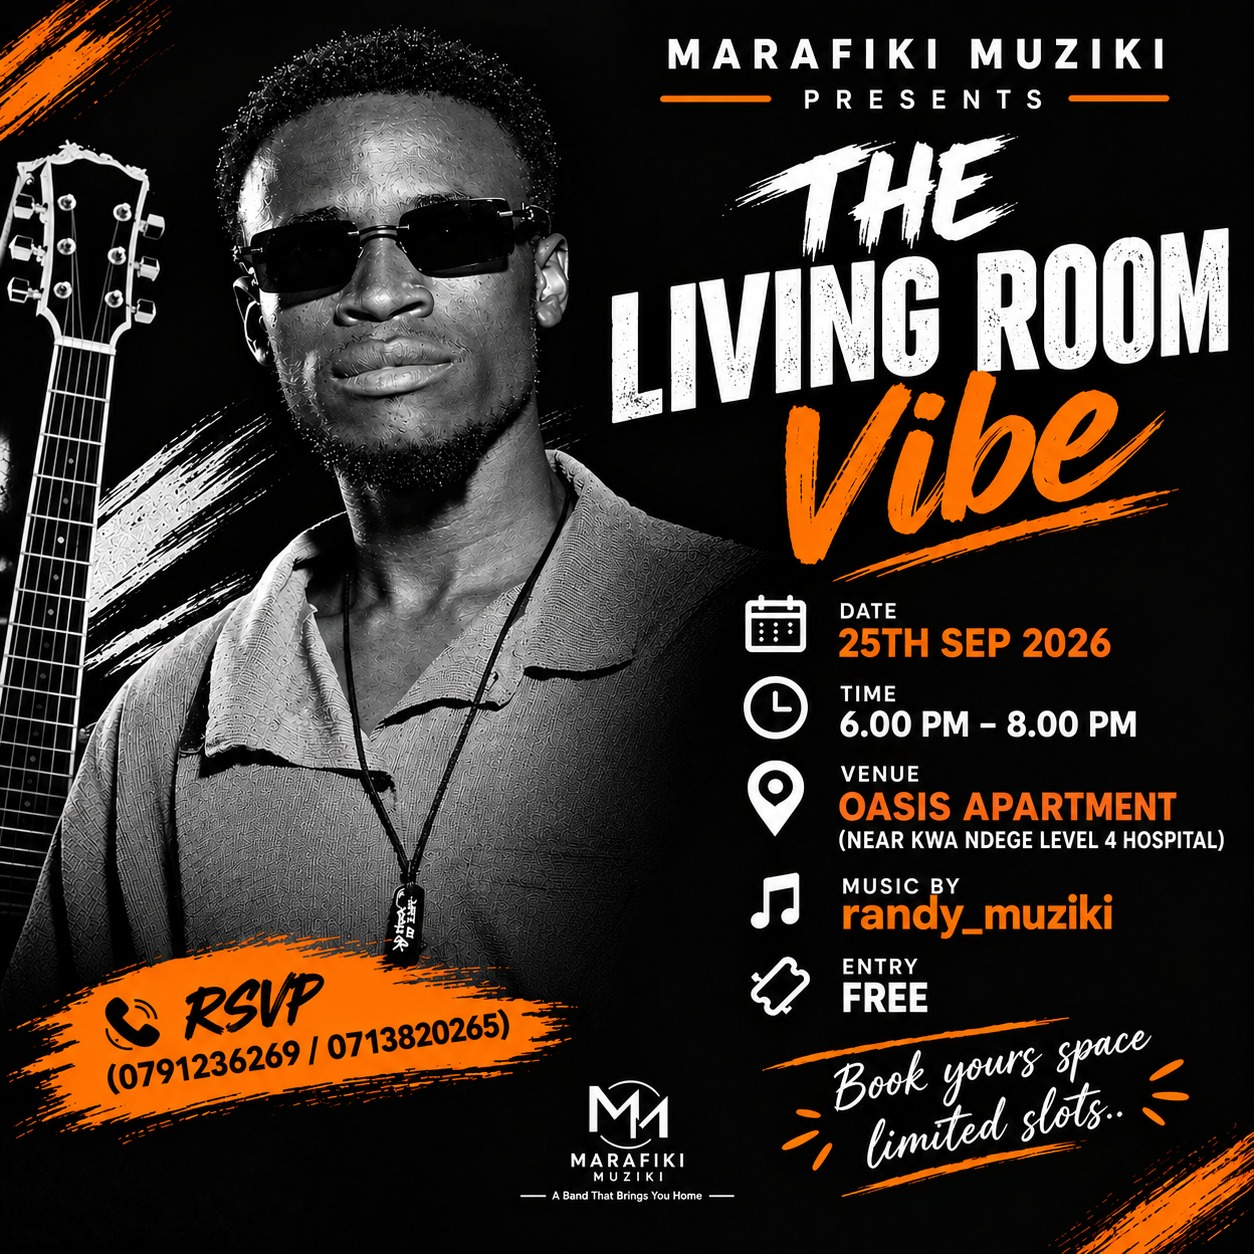 MARAFIKI MUZIKI
PRESENTS
THE
LIVING ROOM
Vibe
DATE
25TH SEP 2026
TIME
6.00 PM – 8.00 PM
VENUE
OASIS APARTMENT
(NEAR KWA NDEGE LEVEL 4 HOSPITAL)
MUSIC BY
randy_muziki
ENTRY
FREE
Book yours space
limited slots..
RSVP
(0791236269 / 0713820265)
MM
MARAFIKI
MUZIKI
A Band That Brings You Home